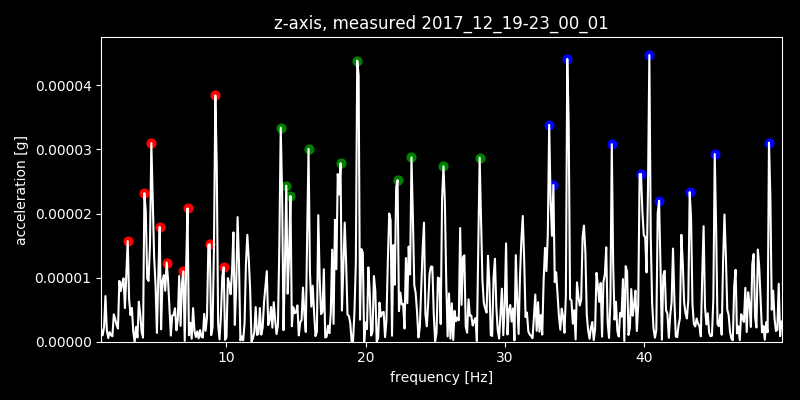 z-axis, measured 2017_12_19-23_00_01
acceleration [g]
0.00004
0.00003
0.00002
0.00001
0.00000
10 20 30 40
frequency [Hz]